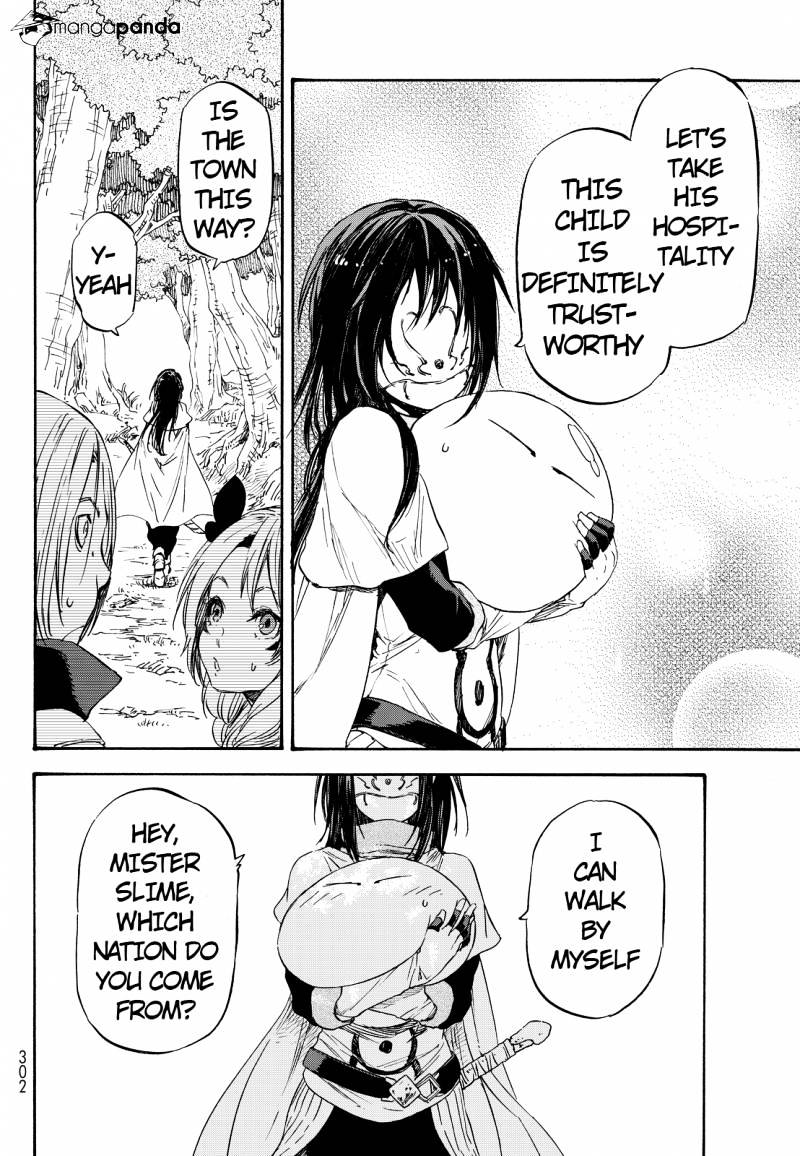 mangapanda
LET'S
TAKE
HIS
HOSPI-
TALITY
THIS
CHILD
IS
DEFINITELY
TRUST-
WORTHY
IS
THE
TOWN
THIS
WAY?
Y-
YEAH
I
CAN
WALK
BY
MYSELF
HEY,
MISTER
SLIME,
WHICH
NATION DO
YOU COME
FROM?
302